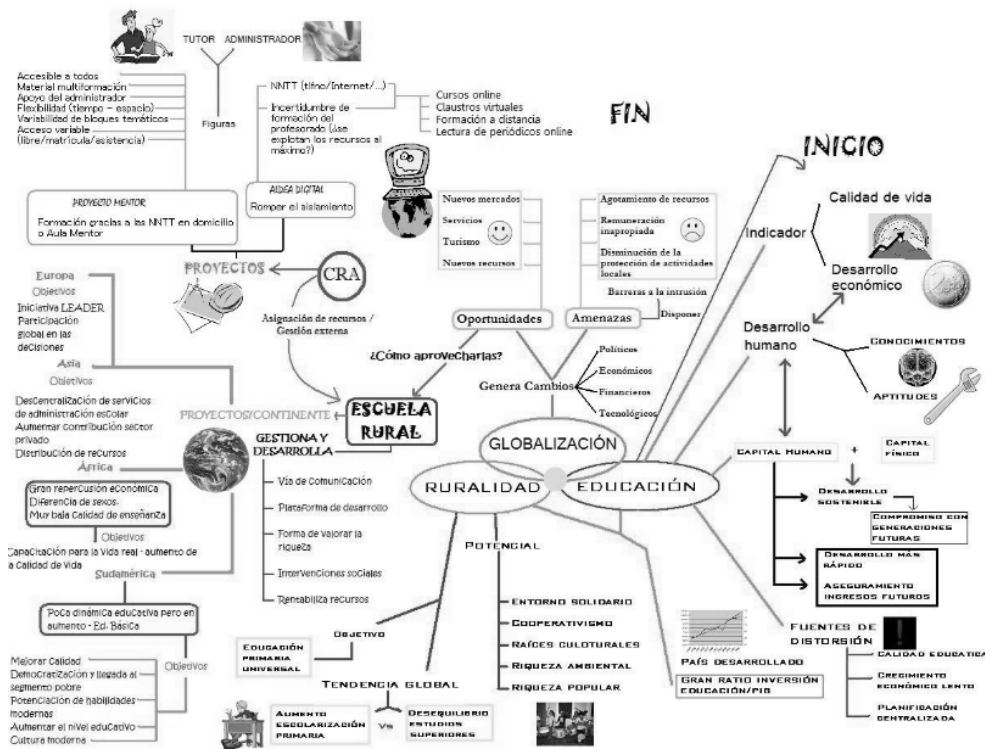 TUTOR ADMINISTRADOR
Figuras
Accesible a todos
Material multiformación
Apoyo del administrador
Flexibilidad (tiempo - espacio)
Variabilidad de bloques temáticos
Acceso variable
(libre/matrícula/asistencia)
NNTT (tlfno/Internet/...)
Incertidumbre de
formación del
profesorado (¿se
explotan los recursos al
máximo?)
Cursos online
Claustros virtuales
Formación a distancia
Lectura de periódicos online
FIN
INICIO
PROYECTO MENTOR
Formación gracias a las NNTT en domicilio
o Aula Mentor
ALDEA DIGITAL
Romper el aislamiento
PROYECTOS
CRA
Asignación de recursos /
Gestión externa
Nuevos mercados
Servicios
Turismo
Nuevos recursos
Agotamiento de recursos
Remuneración
inapropiada
Disminución de la
protección de actividades
locales
Barreras a la intrusión
Disponer
Oportunidades
Amenazas
¿Cómo aprovecharlas?
Genera Cambios
Políticos
Económicos
Financieros
Tecnológicos
Indicador
Calidad de vida
Desarrollo
económico
Desarrollo
humano
CONOCIMIENTOS
APTITUDES
Europa
Objetivos
Iniciativa LEADER
Participación
global en las
decisiones
Asia
Objetivos
Descentralización de servicios
de administración escolar
Aumentar contribución sector
privado
Distribución de recursos
África
Gran repercusión económica
Diferencia de sexos.
Muy baja calidad de enseñanza
Objetivos
Capacitación para la vida real - aumento de
la Calidad de Vida
Sudamérica
Poca dinámica educativa pero en
aumento - Ed. Básica
Objetivos
Mejorar Calidad
Democratización y llegada al
segmento pobre
Potenciación de habilidades
modernas
Aumentar el nivel educativo
Cultura moderna
PROYECTOS/CONTINENTE
ESCUELA
RURAL
GESTIONA Y
DESARROLLA
Vía de comunicación
Plataforma de desarrollo
Forma de valorar la
riqueza
Intervenciones sociales
Rentabiliza recursos
GLOBALIZACIÓN
RURALIDAD
EDUCACIÓN
POTENCIAL
ENTORNO SOLIDARIO
COOPERATIVISMO
RAÍCES CULOTURALES
RIQUEZA AMBIENTAL
RIQUEZA POPULAR
OBJETIVO
EDUCACIÓN
PRIMARIA
UNIVERSAL
TENDENCIA GLOBAL
AUMENTO
ESCOLARIZACIÓN
PRIMARIA
VS
DESEQUILIBRIO
ESTUDIOS
SUPERIORES
CAPITAL HUMANO
+
CAPITAL
FÍSICO
DESARROLLO
SOSTENIBLE
COMPROMISO CON
GENERACIONES
FUTURAS
DESARROLLO MÁS
RÁPIDO
ASEGURAMIENTO
INGRESOS FUTUROS
PAÍS DESARROLLADO
GRAN RATIO INVERSIÓN
EDUCACIÓN/PIB
FUENTES DE
DISTORSIÓN
CALIDAD EDUCATICA
CRECIMIENTO
ECONÓMICO LENTO
PLANIFICACIÓN
CENTRALIZADA